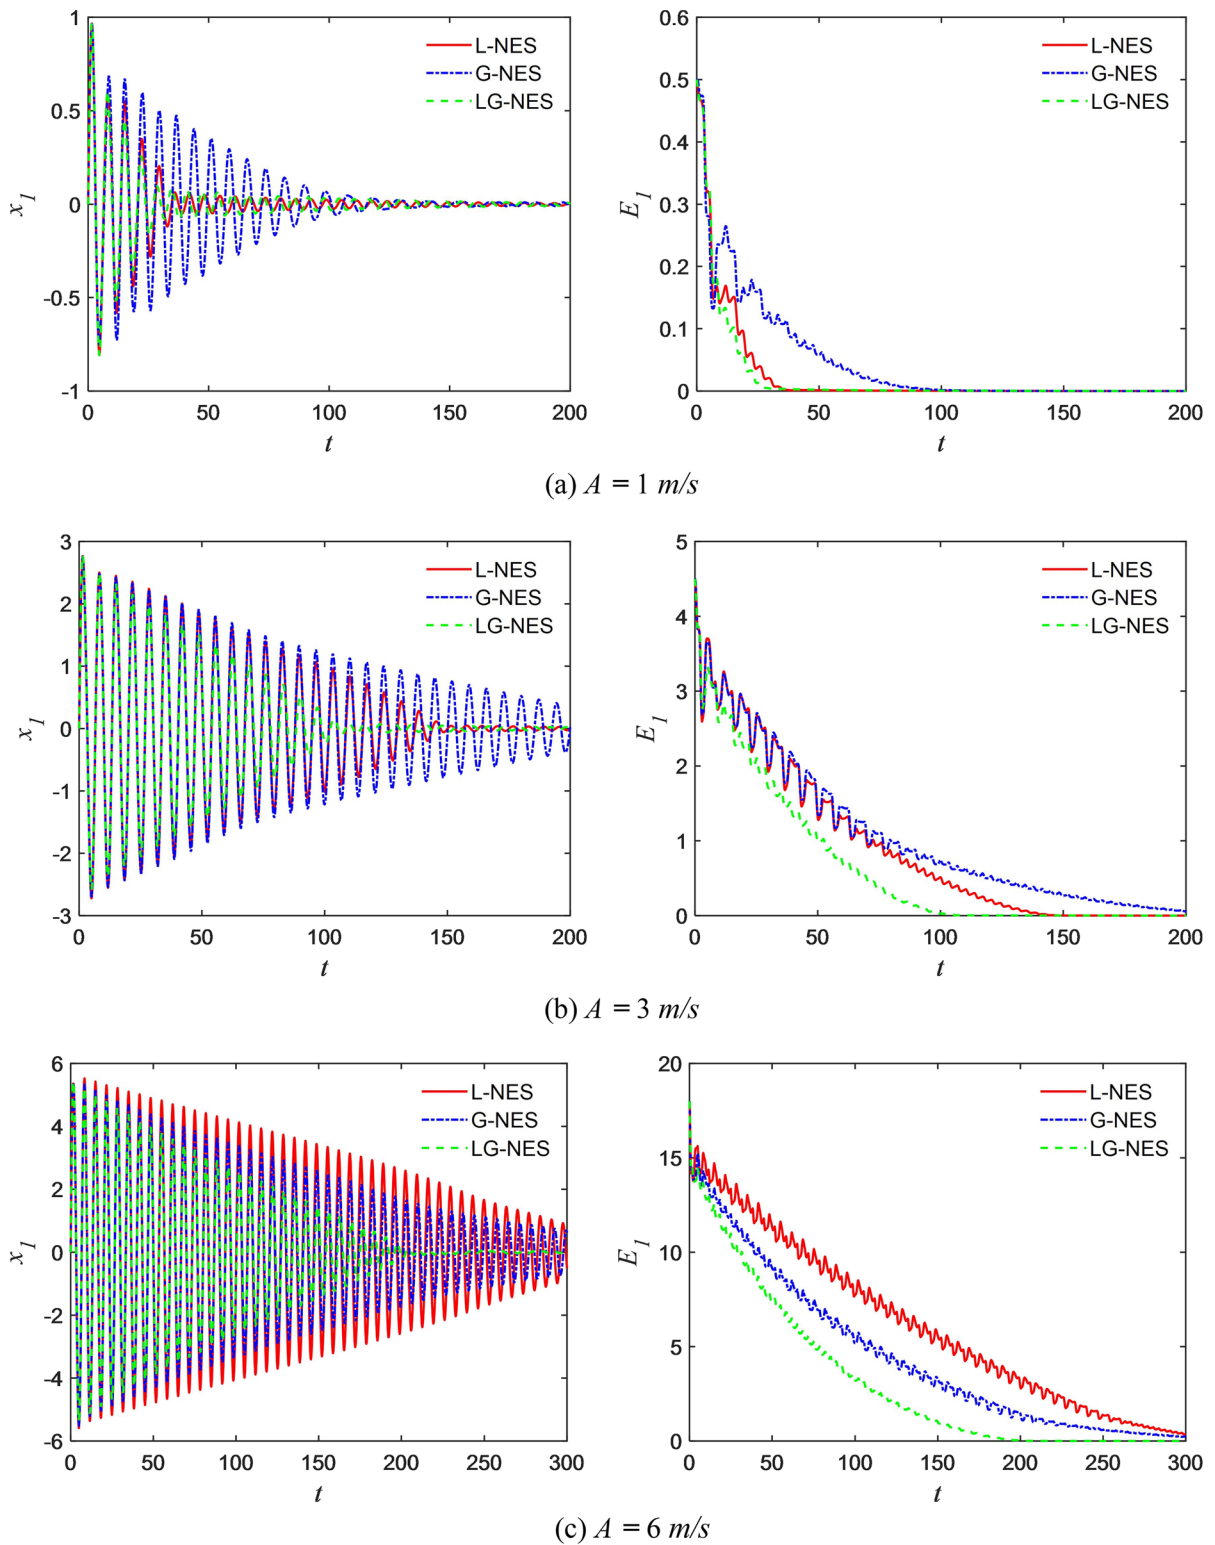 1
0.5
0
-0.5
-1
x1
L-NES
G-NES
LG-NES
0 50 100 150 200
t
0.6
0.5
0.4
0.3
0.2
0.1
0
E1
L-NES
G-NES
LG-NES
0 50 100 150 200
t
(a) A = 1 m/s
3
2
1
0
-1
-2
-3
x1
L-NES
G-NES
LG-NES
0 50 100 150 200
t
5
4
3
2
1
0
E1
L-NES
G-NES
LG-NES
0 50 100 150 200
t
(b) A = 3 m/s
6
4
2
0
-2
-4
-6
x1
L-NES
G-NES
LG-NES
0 50 100 150 200 250 300
t
20
15
10
5
0
E1
L-NES
G-NES
LG-NES
0 50 100 150 200 250 300
t
(c) A = 6 m/s